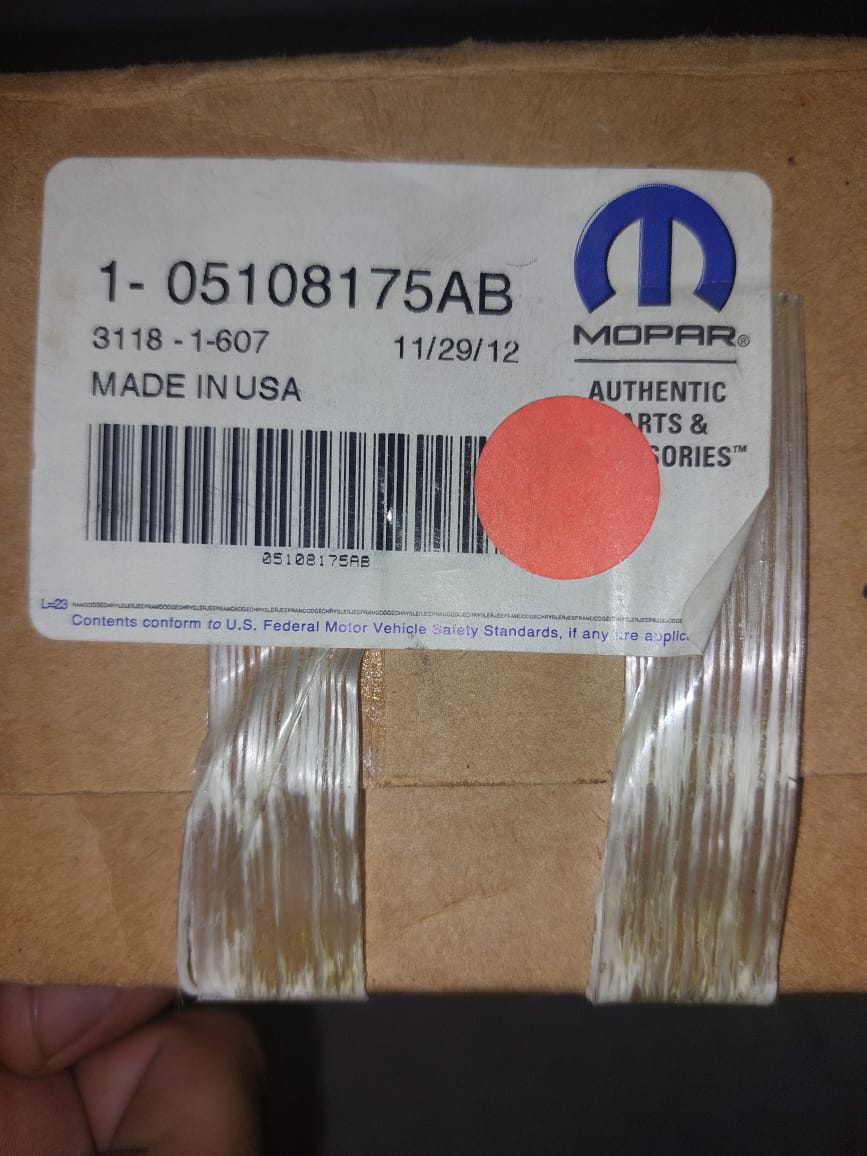 1- 05108175AB
3118 - 1-607
11/29/12
MADE IN USA
MOPAR®
AUTHENTIC
&
™
05108175AB
L=23
Contents conform to U.S. Federal Motor Vehicle Safety Standards, if any are